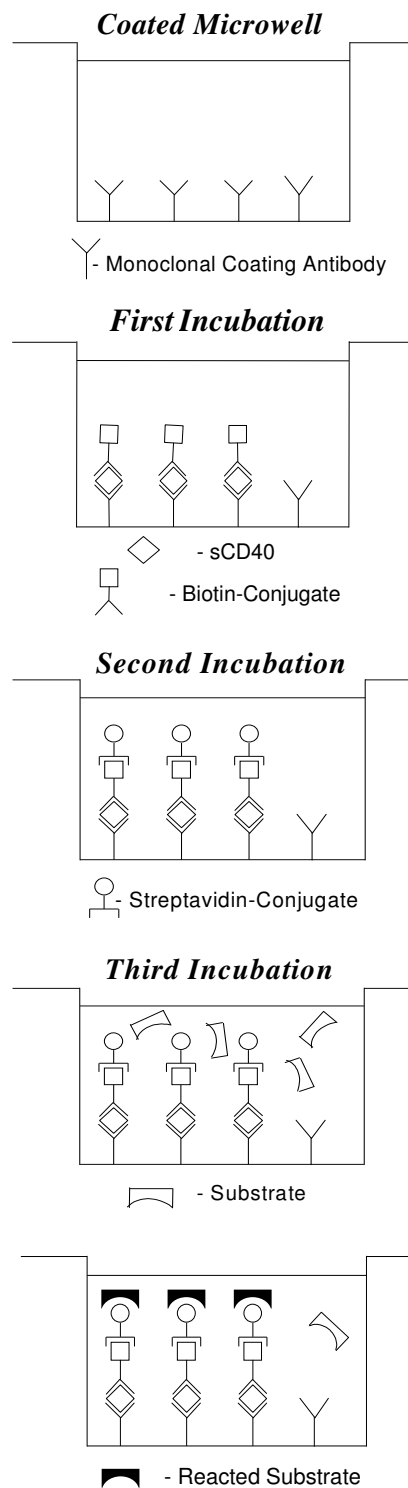 Coated Microwell
- Monoclonal Coating Antibody
First Incubation
- sCD40
- Biotin-Conjugate
Second Incubation
- Streptavidin-Conjugate
Third Incubation
- Substrate
- Reacted Substrate